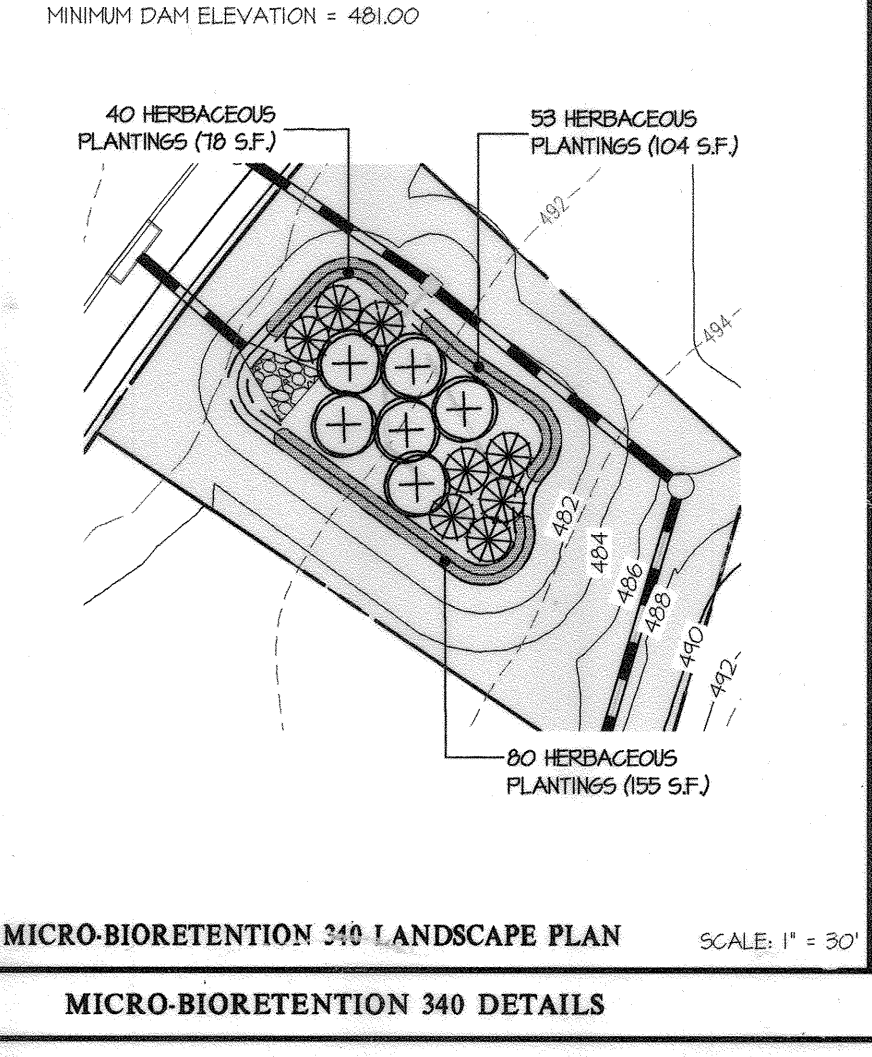 MINIMUM DAM ELEVATION = 481.00
40 HERBACEOUS
PLANTINGS (78 S.F.)
53 HERBACEOUS
PLANTINGS (104 S.F.)
492
494
482
484
486
488
490
492
80 HERBACEOUS
PLANTINGS (155 S.F.)
MICRO-BIORETENTION 340 LANDSCAPE PLAN
SCALE: 1" = 30'
MICRO-BIORETENTION 340 DETAILS